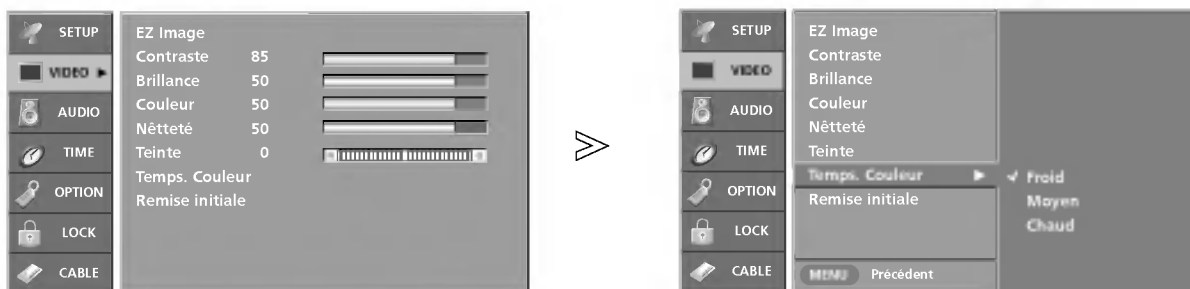 SETUP
VIDEO
AUDIO
TIME
OPTION
LOCK
CABLE
EZ Image
Contraste 85
Brillance 50
Couleur 50
Nêtteté 50
Teinte 0
Temps. Couleur
Remise initiale
SETUP
VIDEO
AUDIO
TIME
OPTION
LOCK
CABLE
EZ Image
Contraste
Brillance
Couleur
Nêtteté
Teinte
Temps. Couleur
Remise initiale
MENU Précédent
Froid
Moyen
Chaud